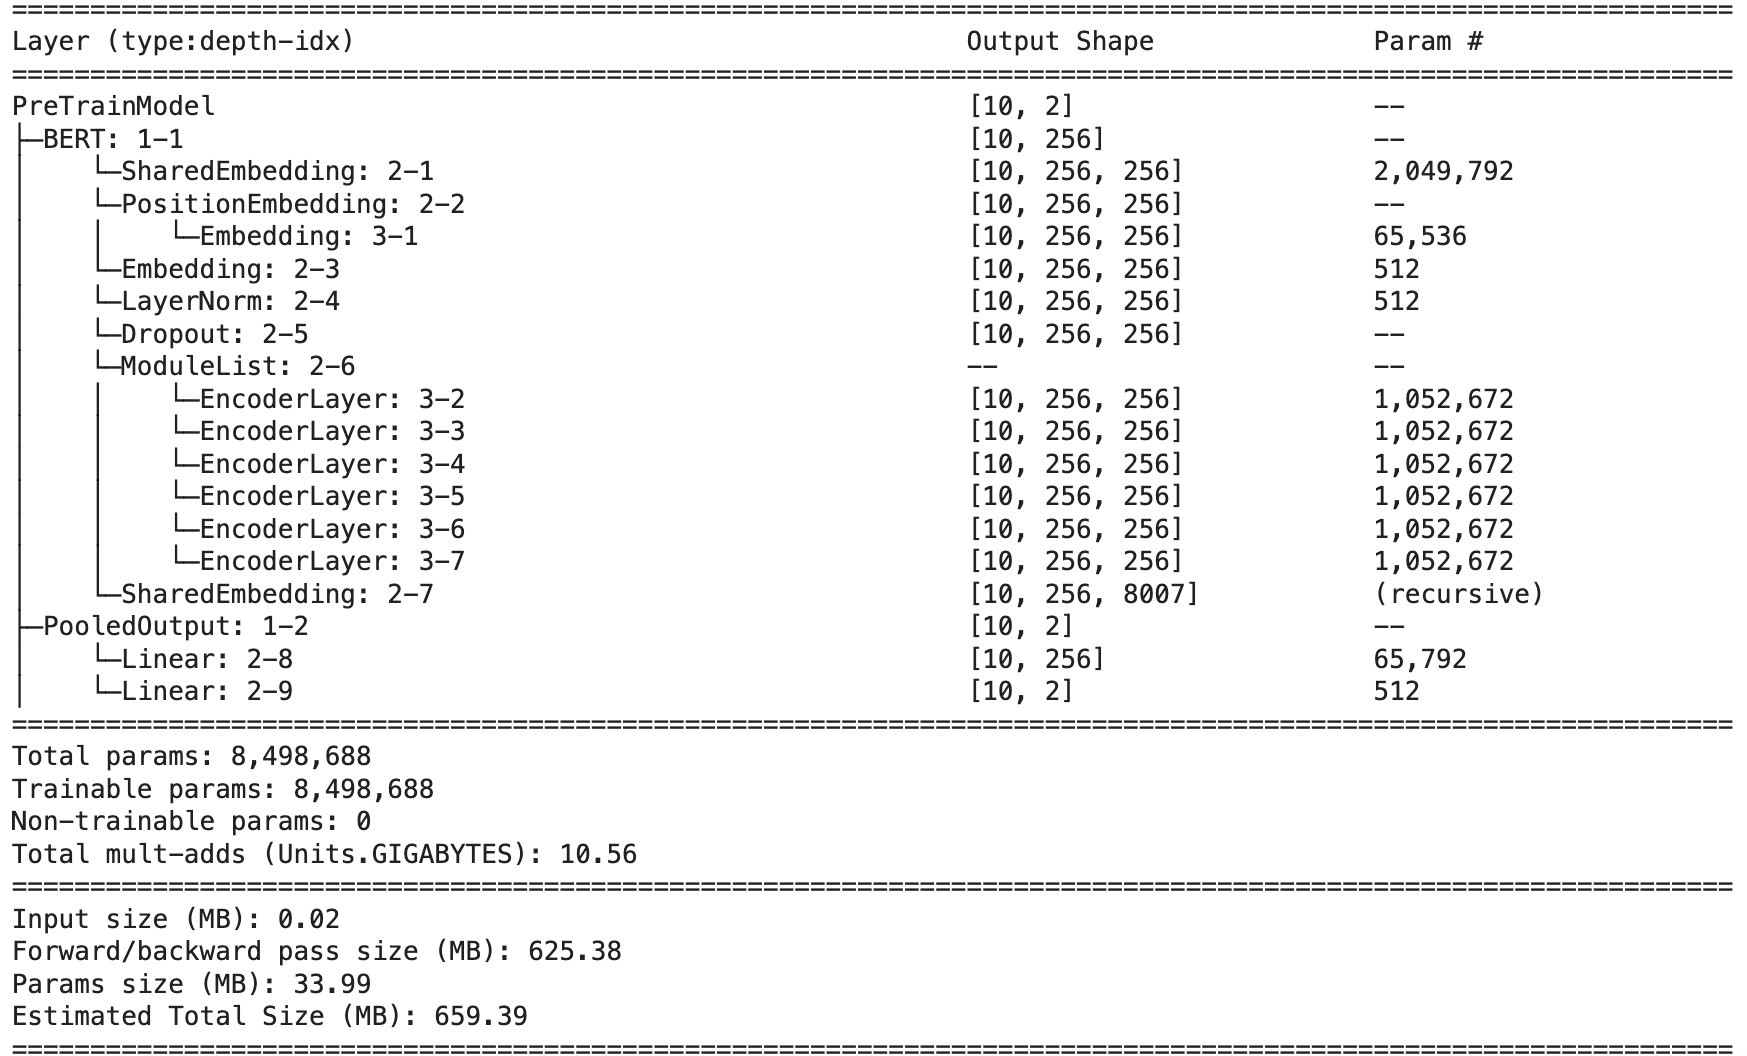 ==============================================================================================================
Layer (type:depth-idx)                                       Output Shape              Param #
==============================================================================================================
PreTrainModel                                                [10, 2]                   --
├─BERT: 1-1                                                  [10, 256]                 --
│    └─SharedEmbedding: 2-1                                  [10, 256, 256]            2,049,792
│    └─PositionEmbedding: 2-2                                [10, 256, 256]            --
│    │    └─Embedding: 3-1                                   [10, 256, 256]            65,536
│    └─Embedding: 2-3                                        [10, 256, 256]            512
│    └─LayerNorm: 2-4                                        [10, 256, 256]            512
│    └─Dropout: 2-5                                          [10, 256, 256]            --
│    └─ModuleList: 2-6                                       --                        --
│    │    └─EncoderLayer: 3-2                                [10, 256, 256]            1,052,672
│    │    └─EncoderLayer: 3-3                                [10, 256, 256]            1,052,672
│    │    └─EncoderLayer: 3-4                                [10, 256, 256]            1,052,672
│    │    └─EncoderLayer: 3-5                                [10, 256, 256]            1,052,672
│    │    └─EncoderLayer: 3-6                                [10, 256, 256]            1,052,672
│    │    └─EncoderLayer: 3-7                                [10, 256, 256]            1,052,672
│    └─SharedEmbedding: 2-7                                  [10, 256, 8007]           (recursive)
├─PooledOutput: 1-2                                          [10, 2]                   --
│    └─Linear: 2-8                                           [10, 256]                 65,792
│    └─Linear: 2-9                                           [10, 2]                   512
==============================================================================================================
Total params: 8,498,688
Trainable params: 8,498,688
Non-trainable params: 0
Total mult-adds (Units.GIGABYTES): 10.56
==============================================================================================================
Input size (MB): 0.02
Forward/backward pass size (MB): 625.38
Params size (MB): 33.99
Estimated Total Size (MB): 659.39
==============================================================================================================